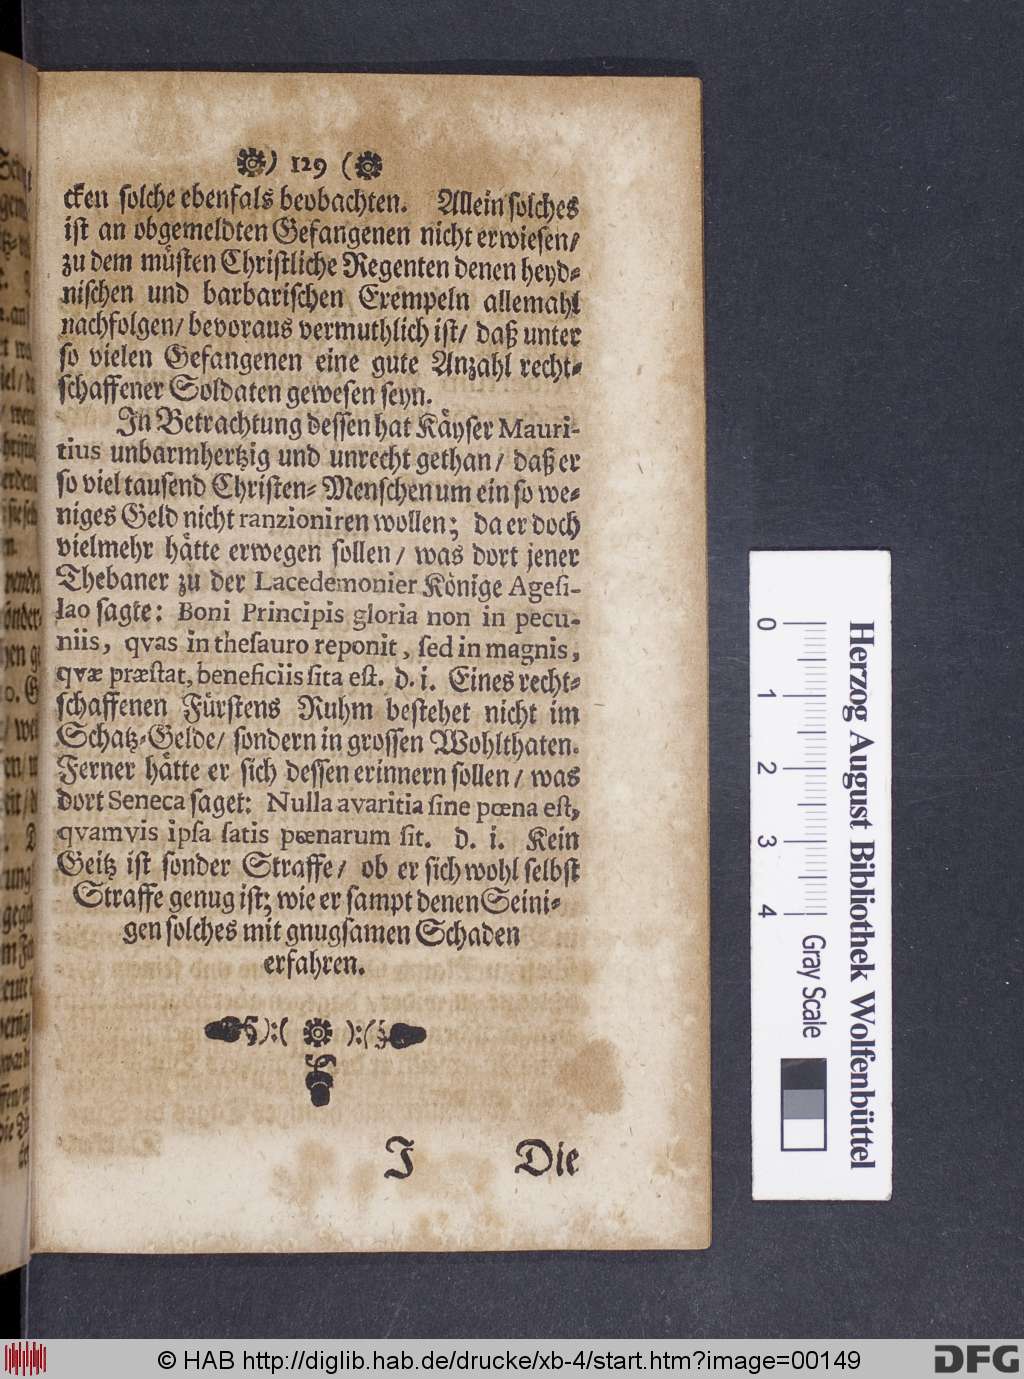 ) 129 (
cken solche ebenfals beobachten. Allein solches
ist an obgemeldten Gefangenen nicht erwiesen/
zu dem müsten Christliche Regenten denen heyd-
nischen und barbarischen Exempeln allemahl
nachfolgen/ bevoraus vermuthlich ist/ daß unter
so vielen Gefangenen eine gute Anzahl recht-
schaffener Soldaten gewesen seyn.
In Betrachtung dessen hat Käyser Mauri-
tius unbarmhertzig und unrecht gethan/ daß er
so viel tausend Christen-Menschen um ein so we-
niges Geld nicht ranzioniren wollen; da er doch
vielmehr hätte erwegen sollen/ was dort jener
Thebaner zu der Lacedemonier Könige Agesi-
lao sagte: Boni Principis gloria non in pecu-
niis, qvas in thesauro reponit, sed in magnis,
qvæ præstat, beneficiis sita est. d. i. Eines recht-
schaffenen Fürstens Ruhm bestehet nicht im
Schatz-Gelde/ sondern in grossen Wohlthaten.
Ferner hätte er sich dessen erinnern sollen/ was
dort Seneca saget: Nulla avaritia sine pœna est,
qvamvis ipsa satis pœnarum sit. d. i. Kein
Geitz ist sonder Straffe/ ob er sich wohl selbst
Straffe genug ist; wie er sampt denen Seini-
gen solches mit gnugsamen Schaden
erfahren.
):( ):(
J Die
Herzog August Bibliothek Wolfenbüttel
0 1 2 3 4 Gray Scale
© HAB http://diglib.hab.de/drucke/xb-4/start.htm?image=00149
DFG